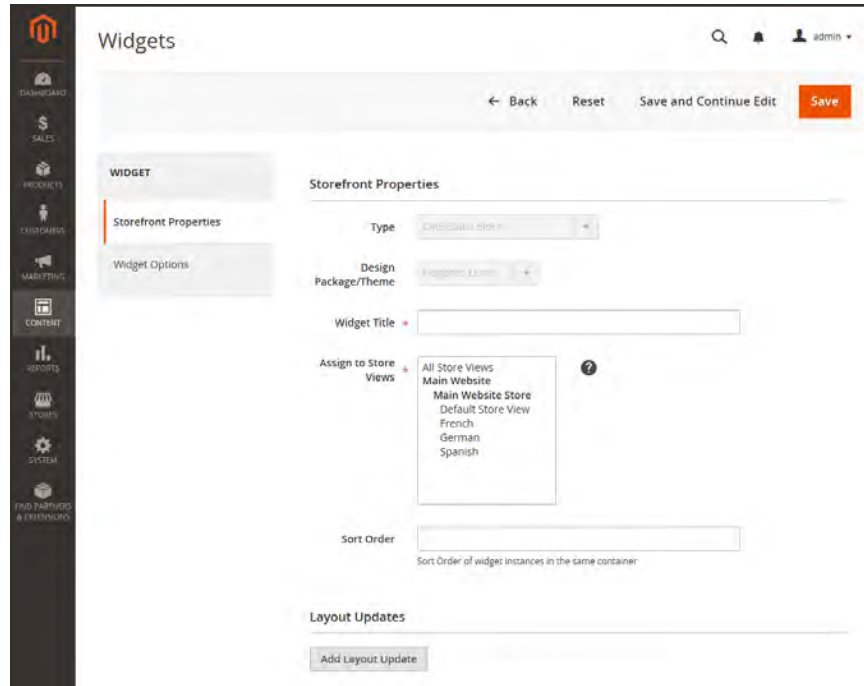 Widgets
admin
DASHBOARD
SALES
PRODUCTS
CUSTOMERS
MARKETING
CONTENT
REPORTS
STORES
SYSTEM
FIND PARTNERS
& EXTENSIONS
← Back Reset Save and Continue Edit Save
WIDGET
Storefront Properties
Widget Options
Storefront Properties
Type CMS Static Block
Design
Package/Theme
Widget Title *
Assign to Store
Views *
All Store Views
Main Website
Main Website Store
Default Store View
French
German
Spanish
Sort Order
Sort Order of widget instances in the same container
Layout Updates
Add Layout Update